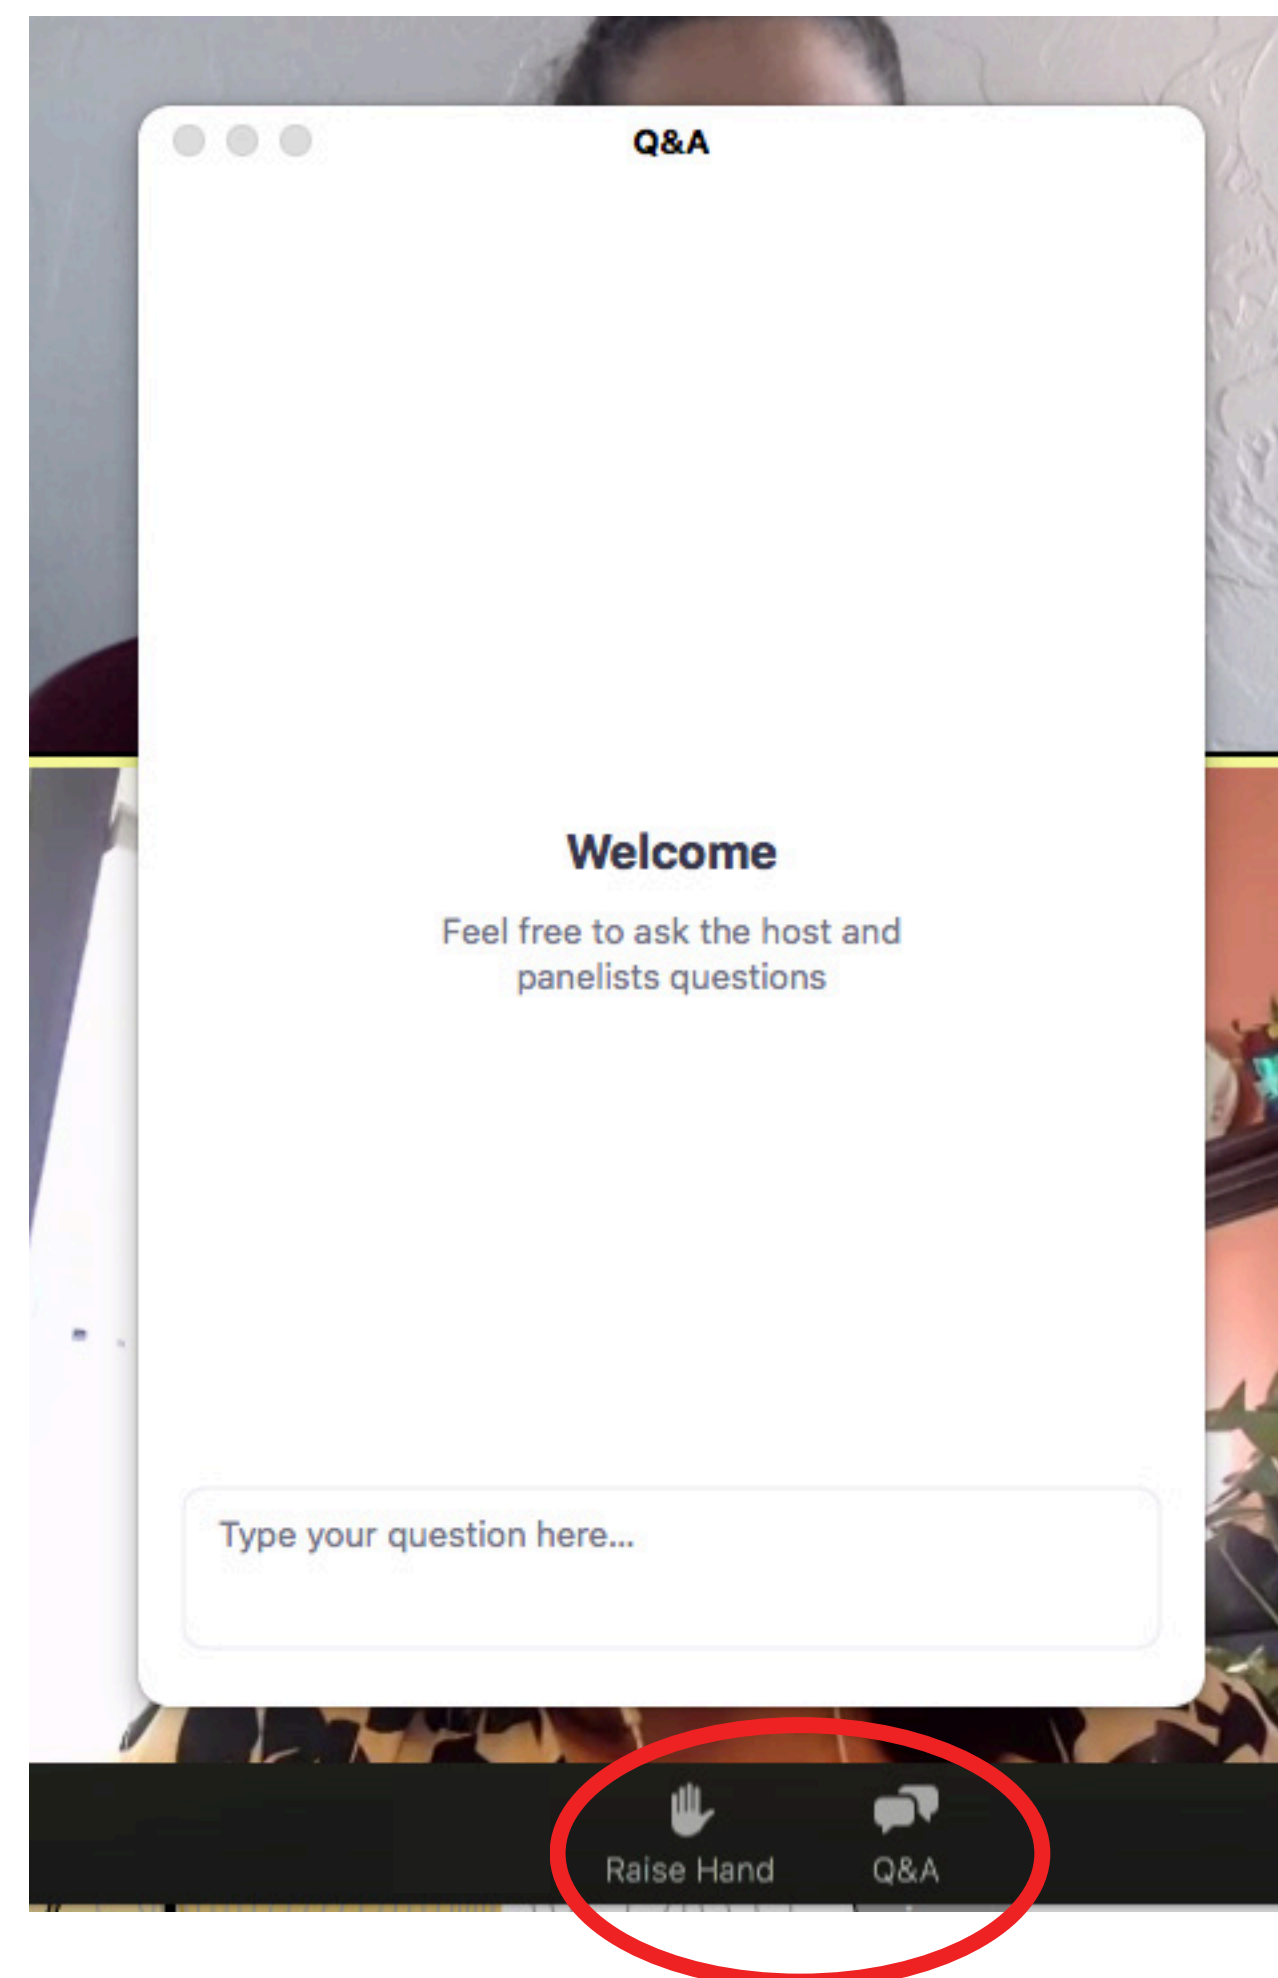 Q&A
Welcome
Feel free to ask the host and
panelists questions
Type your question here...
Raise Hand
Q&A